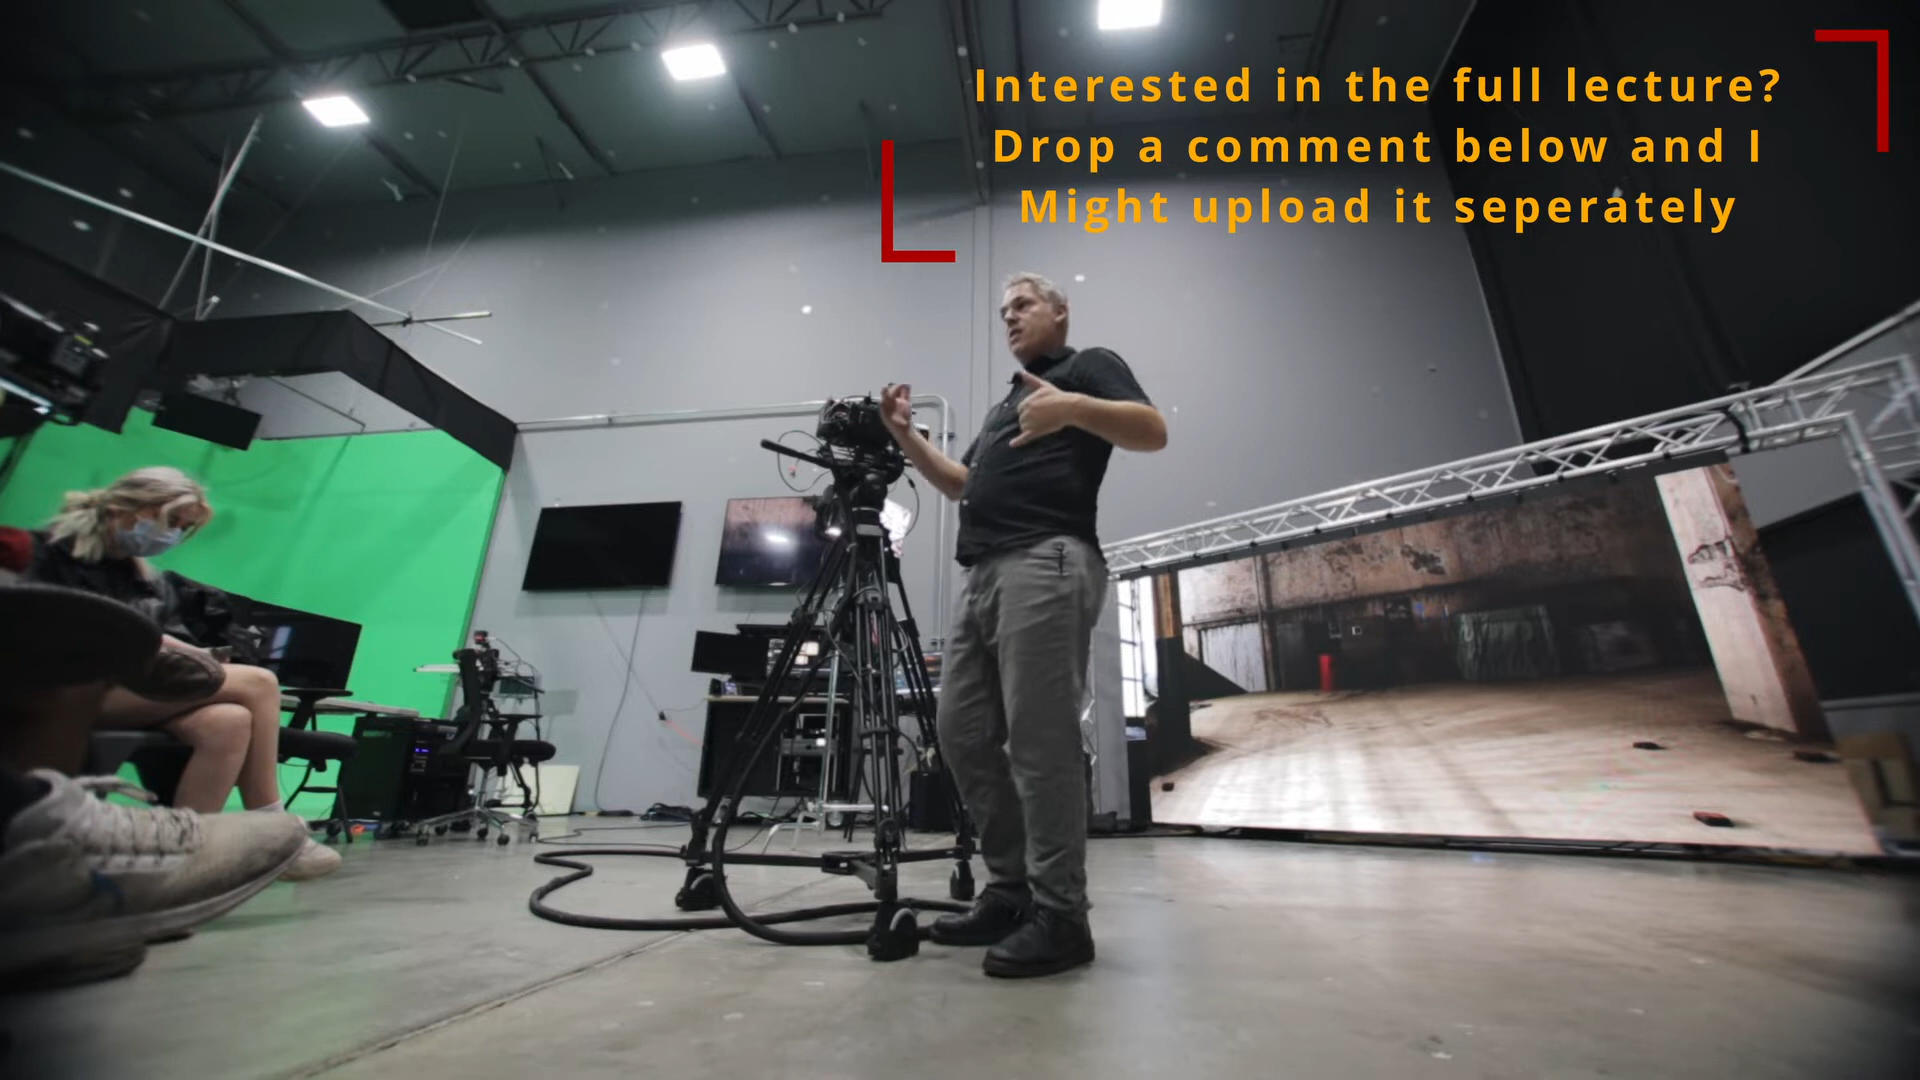 Interested in the full lecture?
Drop a comment below and I
Might upload it seperately